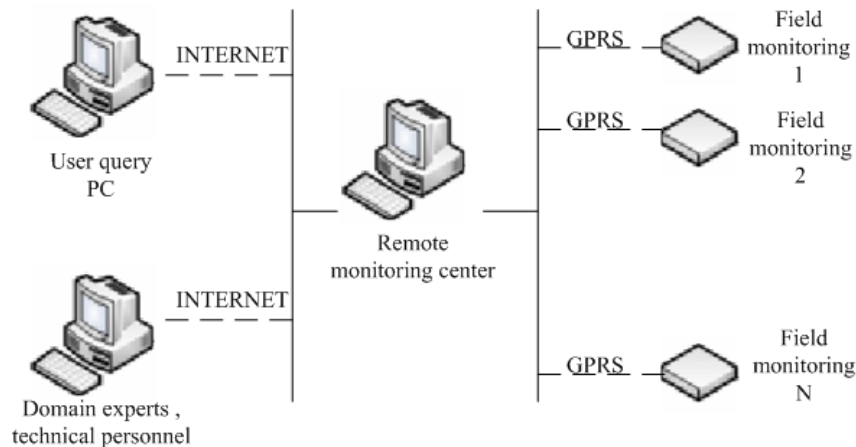 INTERNET
User query
PC
INTERNET
Domain experts ,
technical personnel
Remote
monitoring center
GPRS
Field
monitoring
1
GPRS
Field
monitoring
2
GPRS
Field
monitoring
N